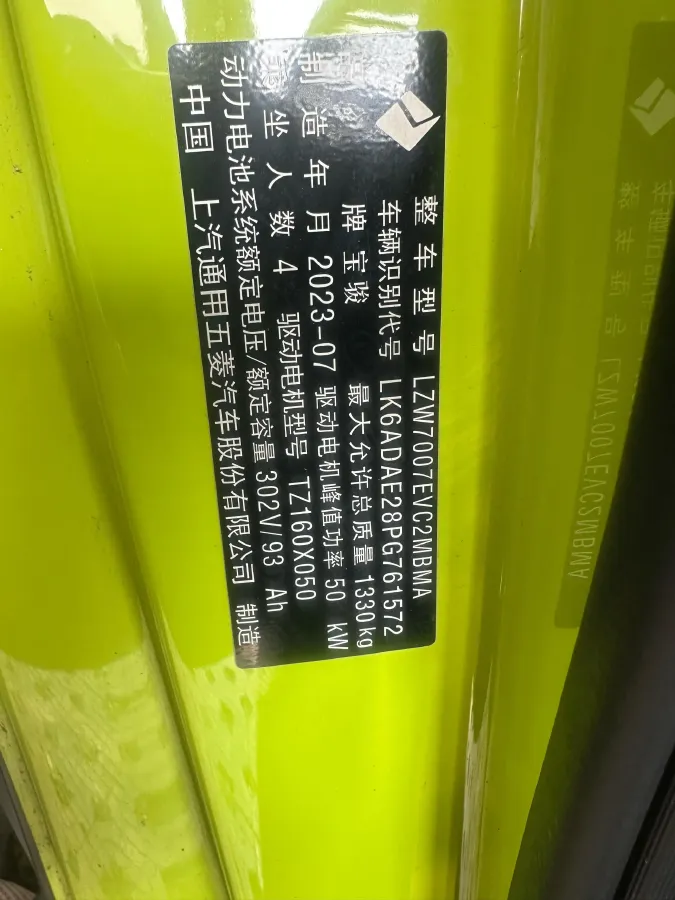 整车型号 LZW7007EVC2MBMA
车辆识别代号 LK6ADAE28PG761572
牌 宝骏 最大允许总质量 1330kg
制造年月 2023-07 驱动电机峰值功率 50 kW
乘坐人数 4 驱动电机型号 TZ160X050
动力电池系统额定电压/额定容量 302V/93 Ah
中国 上汽通用五菱汽车股份有限公司 制造